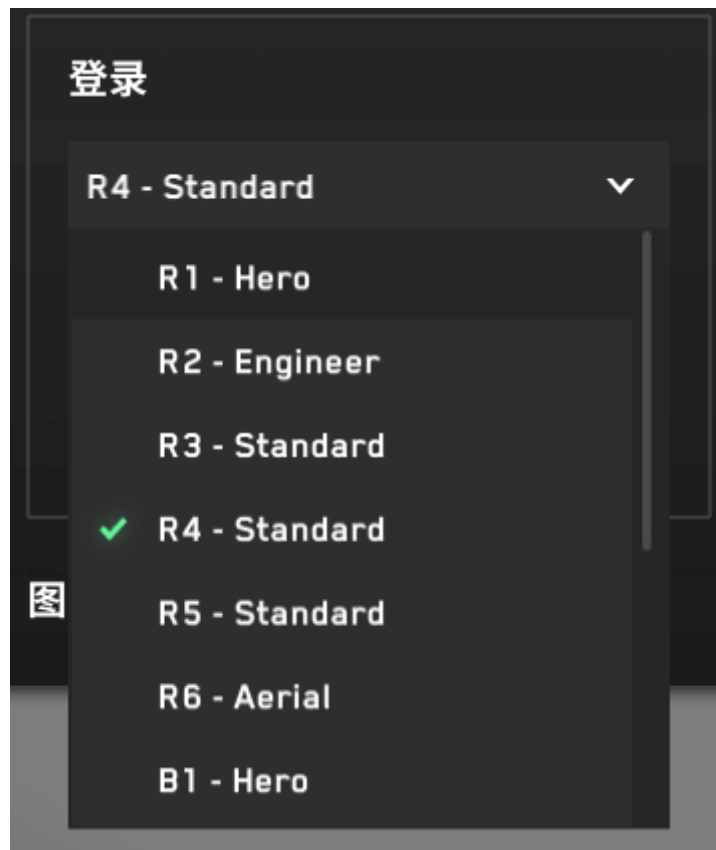 登录
R4 - Standard
R1 - Hero
R2 - Engineer
R3 - Standard
R4 - Standard
R5 - Standard
图
R6 - Aerial
B1 - Hero